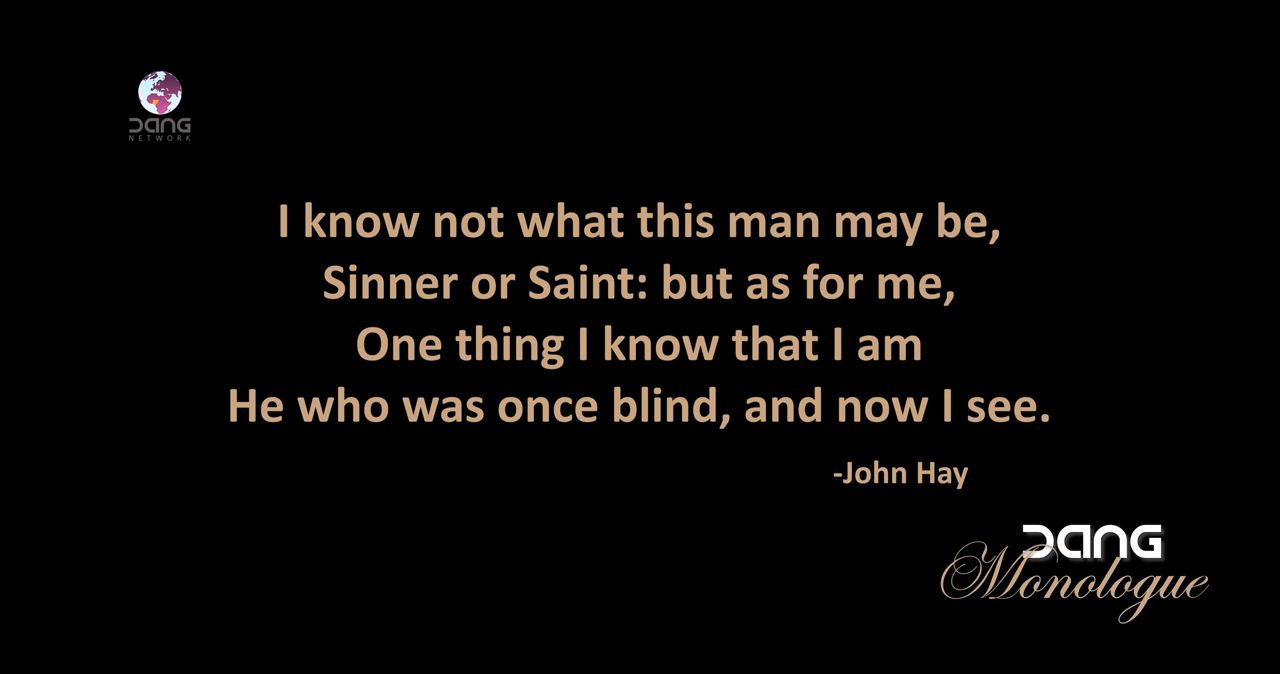 DANG
NETWORK
I know not what this man may be,
Sinner or Saint: but as for me,
One thing I know that I am
He who was once blind, and now I see.
-John Hay
DANG
Monologue